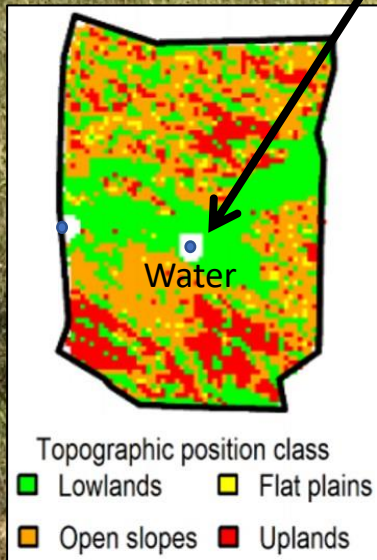 Water
Topographic position class
Lowlands Flat plains
Open slopes Uplands